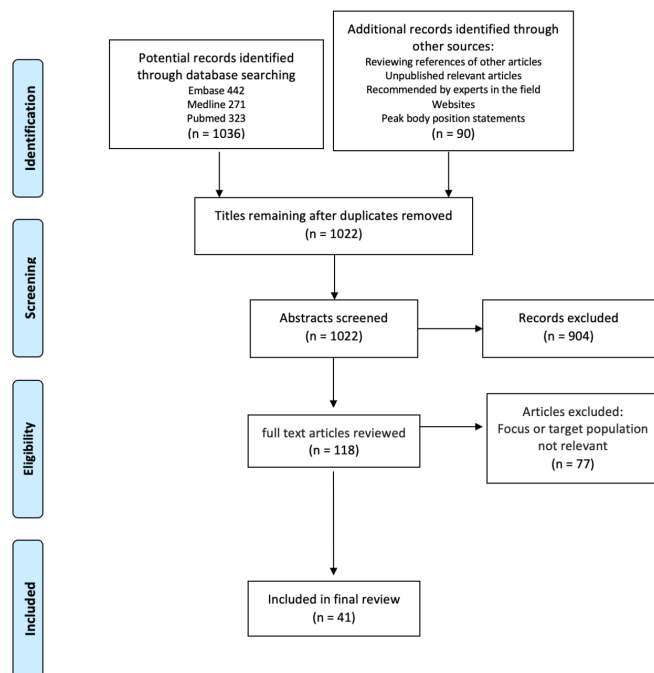 Identification
Potential records identified
through database searching
Embase 442
Medline 271
Pubmed 323
(n = 1036)
Additional records identified through
other sources:
Reviewing references of other articles
Unpublished relevant articles
Recommended by experts in the field
Websites
Peak body position statements
(n = 90)
Titles remaining after duplicates removed
(n = 1022)
Screening
Abstracts screened
(n = 1022)
Records excluded
(n = 904)
Eligibility
full text articles reviewed
(n = 118)
Articles excluded:
Focus or target population
not relevant
(n = 77)
Included
Included in final review
(n = 41)